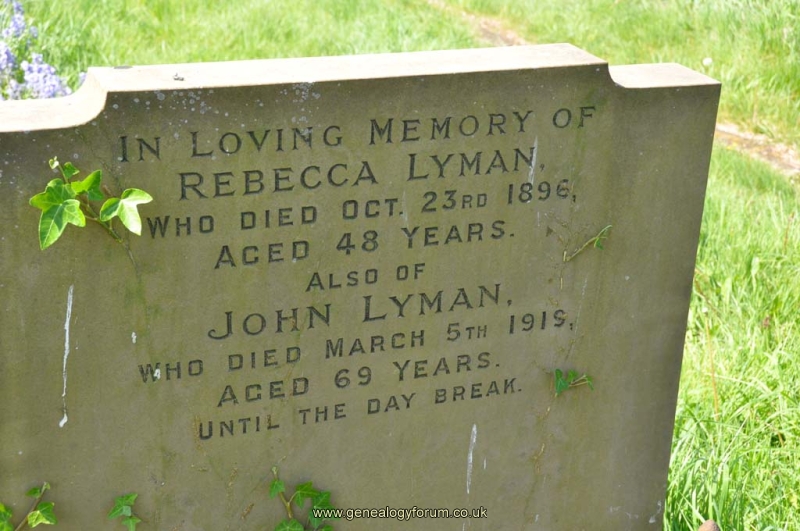 IN LOVING MEMORY OF
REBECCA LYMAN,
WHO DIED OCT. 23RD 1896,
AGED 48 YEARS.
ALSO OF
JOHN LYMAN,
WHO DIED MARCH 5TH 1919,
AGED 69 YEARS.
UNTIL THE DAY BREAK.
www.genealogyforum.co.uk